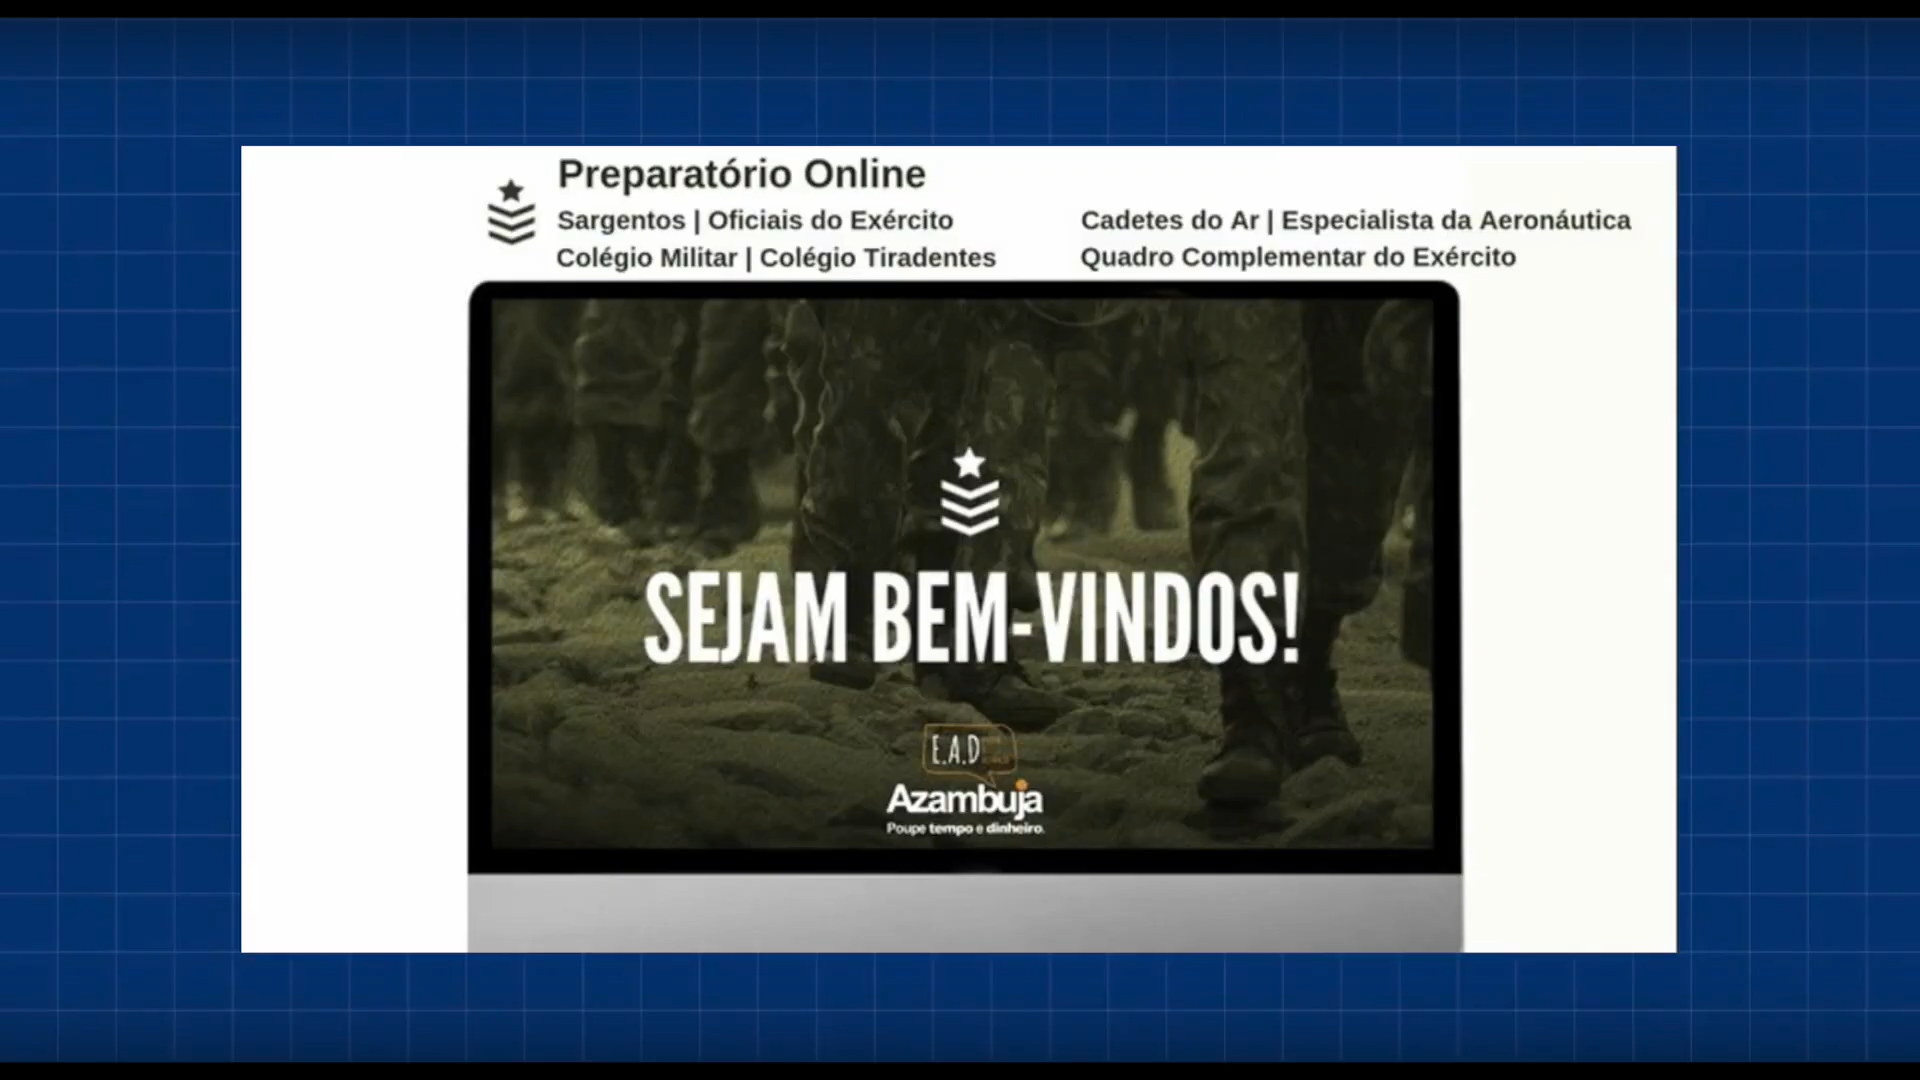 Preparatório Online
Sargentos | Oficiais do Exército
Colégio Militar | Colégio Tiradentes
Cadetes do Ar | Especialista da Aeronáutica
Quadro Complementar do Exército
SEJAM BEM-VINDOS!
E.A.D
Azambuja
Poupe tempo e dinheiro.